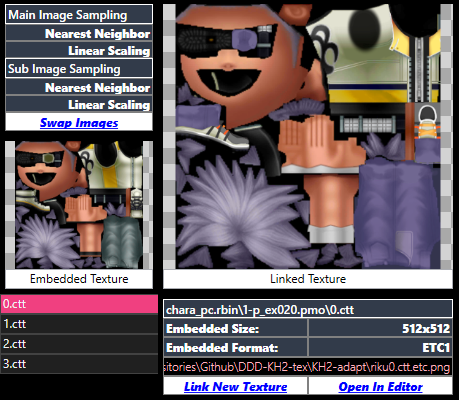 Main Image Sampling
Nearest Neighbor
Linear Scaling
Sub Image Sampling
Nearest Neighbor
Linear Scaling
Swap Images
Embedded Texture
Linked Texture
0.ctt
1.ctt
2.ctt
3.ctt
chara_pc.rbin\1-p_ex020.pmo\0.ctt
Embedded Size: 512x512
Embedded Format: ETC1
sitories\Github\DDD-KH2-tex\KH2-adapt\riku0.ctt.etc.png
Link New Texture Open In Editor